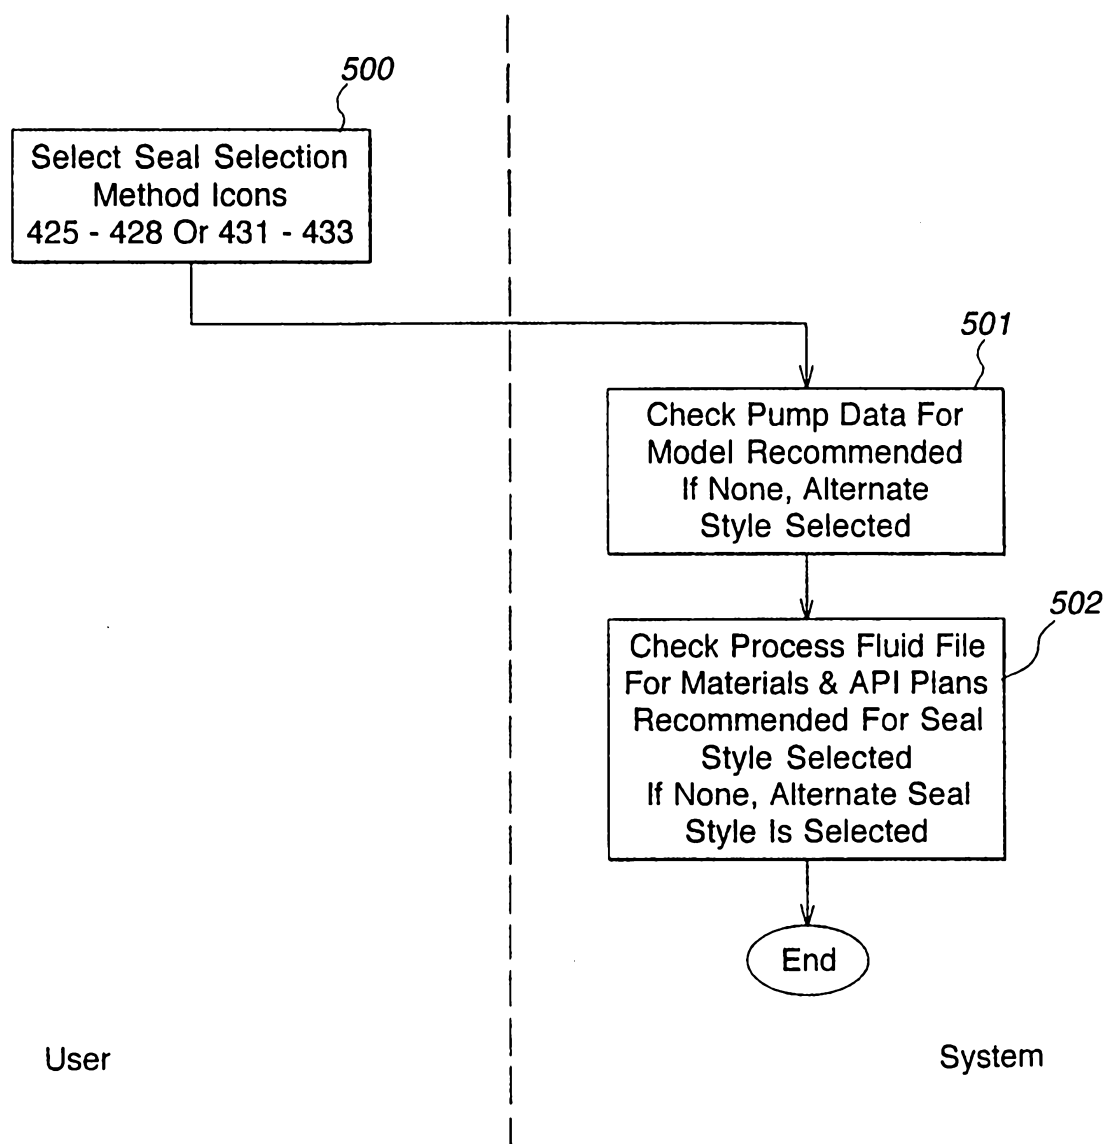 500
Select Seal Selection
Method Icons
425 - 428 Or 431 - 433
501
Check Pump Data For
Model Recommended
If None, Alternate
Style Selected
502
Check Process Fluid File
For Materials & API Plans
Recommended For Seal
Style Selected
If None, Alternate Seal
Style Is Selected
End
User
System